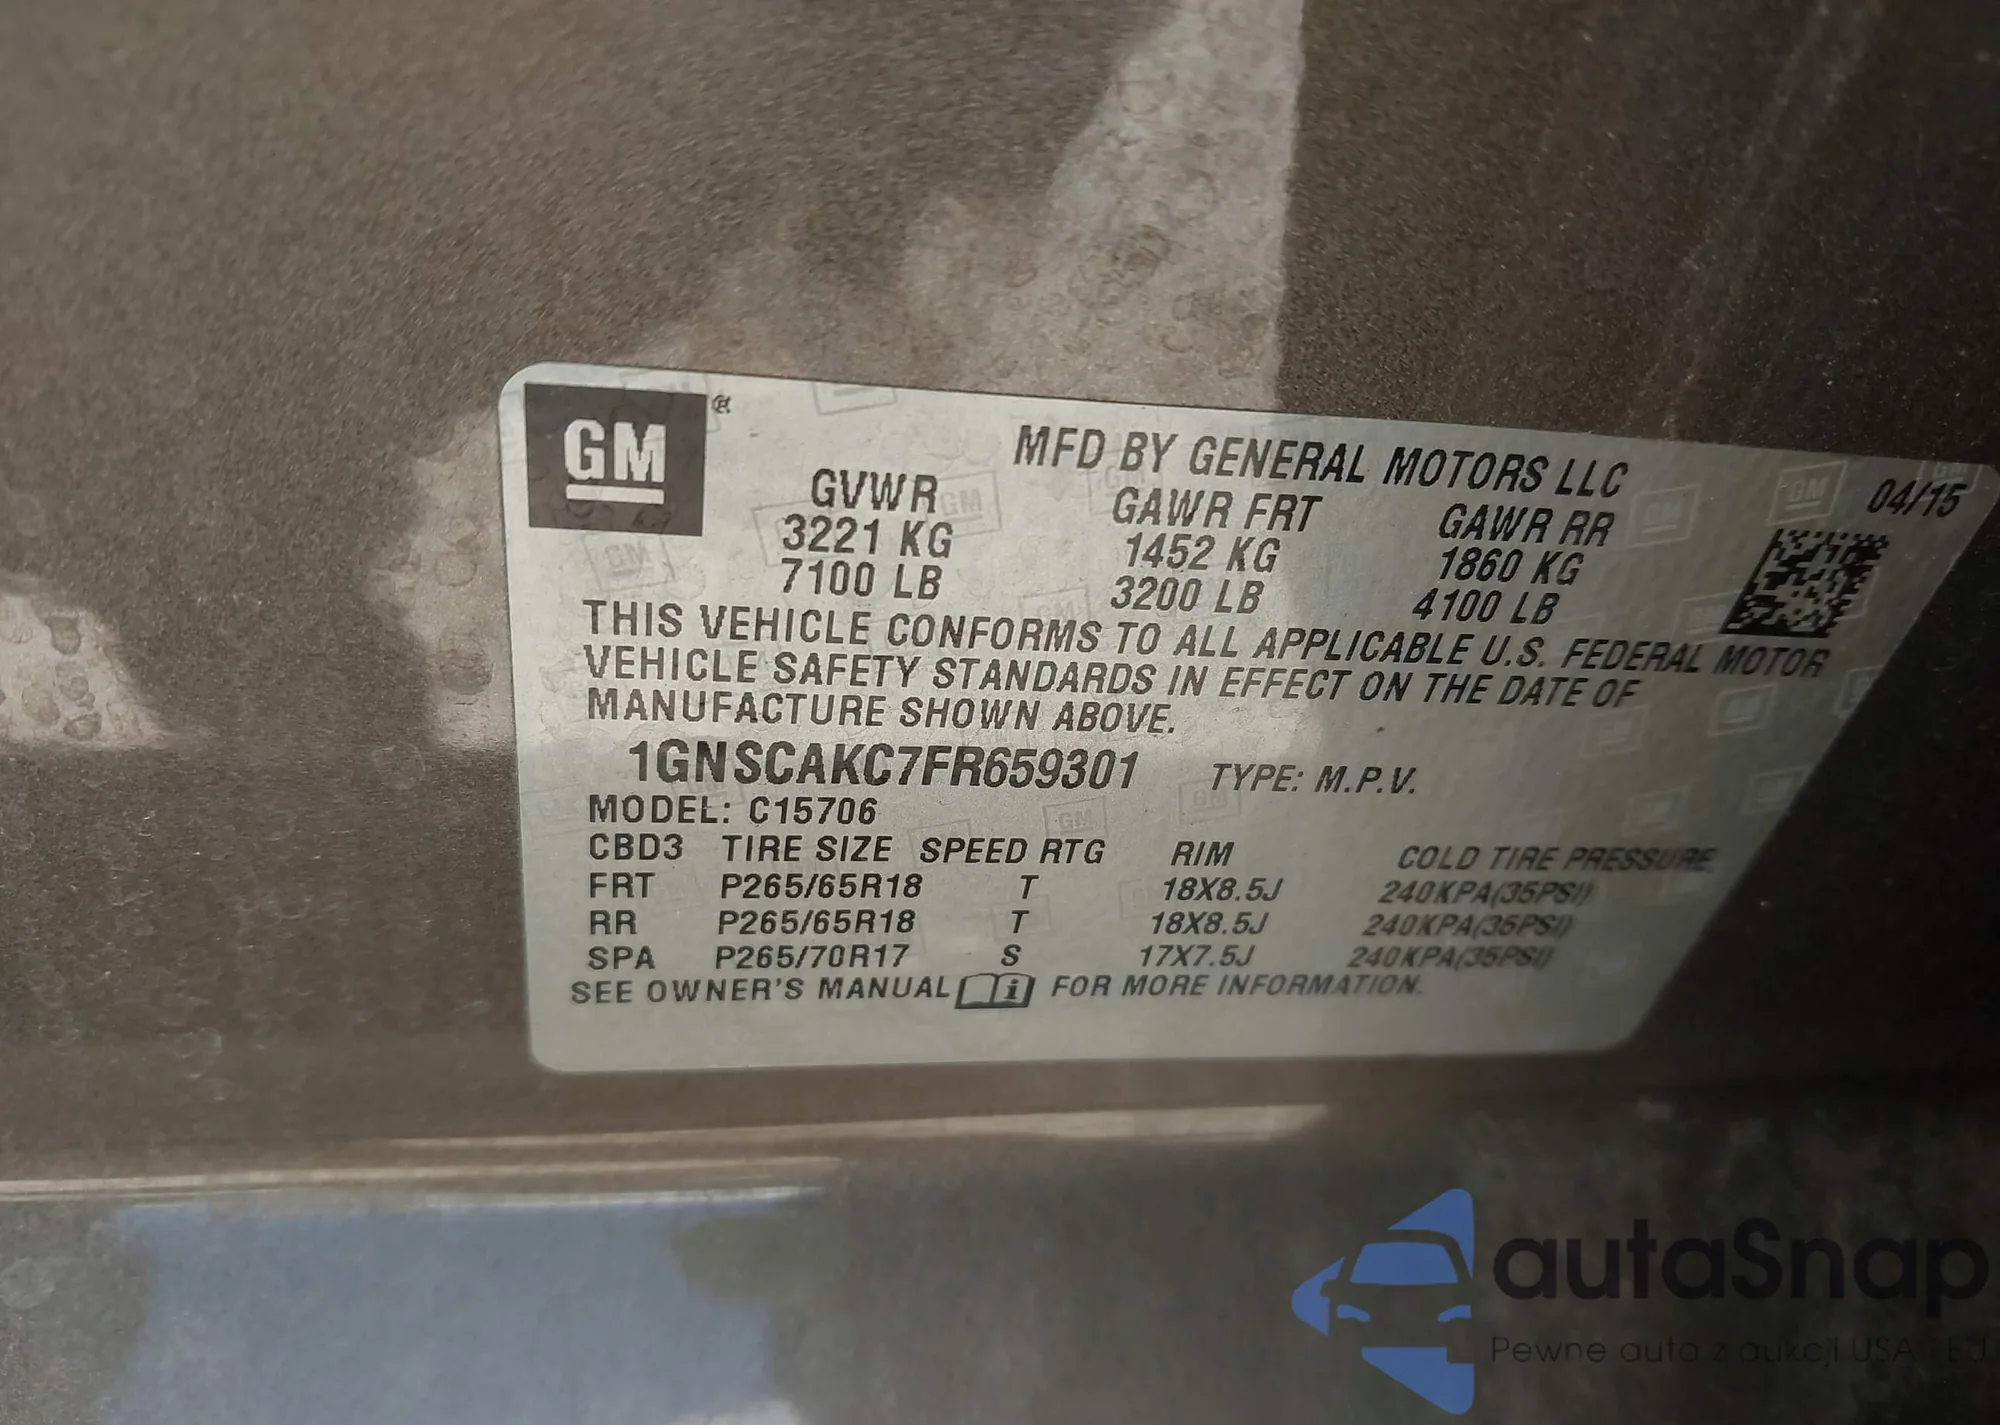 GM ®
MFD BY GENERAL MOTORS LLC
04/15
GVWR GAWR FRT GAWR RR
3221 KG 1452 KG 1860 KG
7100 LB 3200 LB 4100 LB
THIS VEHICLE CONFORMS TO ALL APPLICABLE U.S. FEDERAL MOTOR
VEHICLE SAFETY STANDARDS IN EFFECT ON THE DATE OF
MANUFACTURE SHOWN ABOVE.
1GNSCAKC7FR659301 TYPE: M.P.V.
MODEL: C15706
CBD3 TIRE SIZE SPEED RTG RIM COLD TIRE PRESSURE
FRT P265/65R18 T 18X8.5J 240KPA(35PSI)
RR P265/65R18 T 18X8.5J 240KPA(35PSI)
SPA P265/70R17 S 17X7.5J 240KPA(35PSI)
SEE OWNER'S MANUAL i FOR MORE INFORMATION.
autaSnap
Pewne auta z aukcji USA